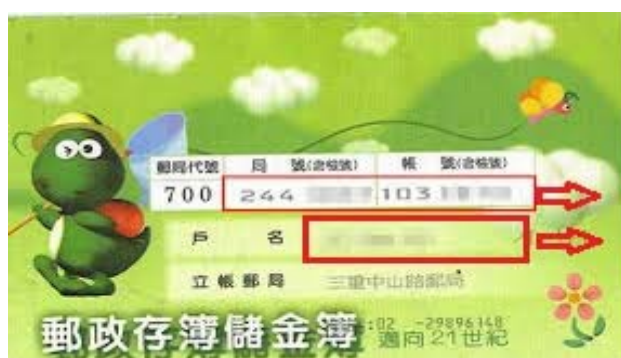 郵局代號 局 號(含檢號) 帳 號(含檢號)
700 244 103
戶 名
立帳郵局 三重中山路郵局
:02 -29896348
郵政存簿儲金簿 邁向21世紀